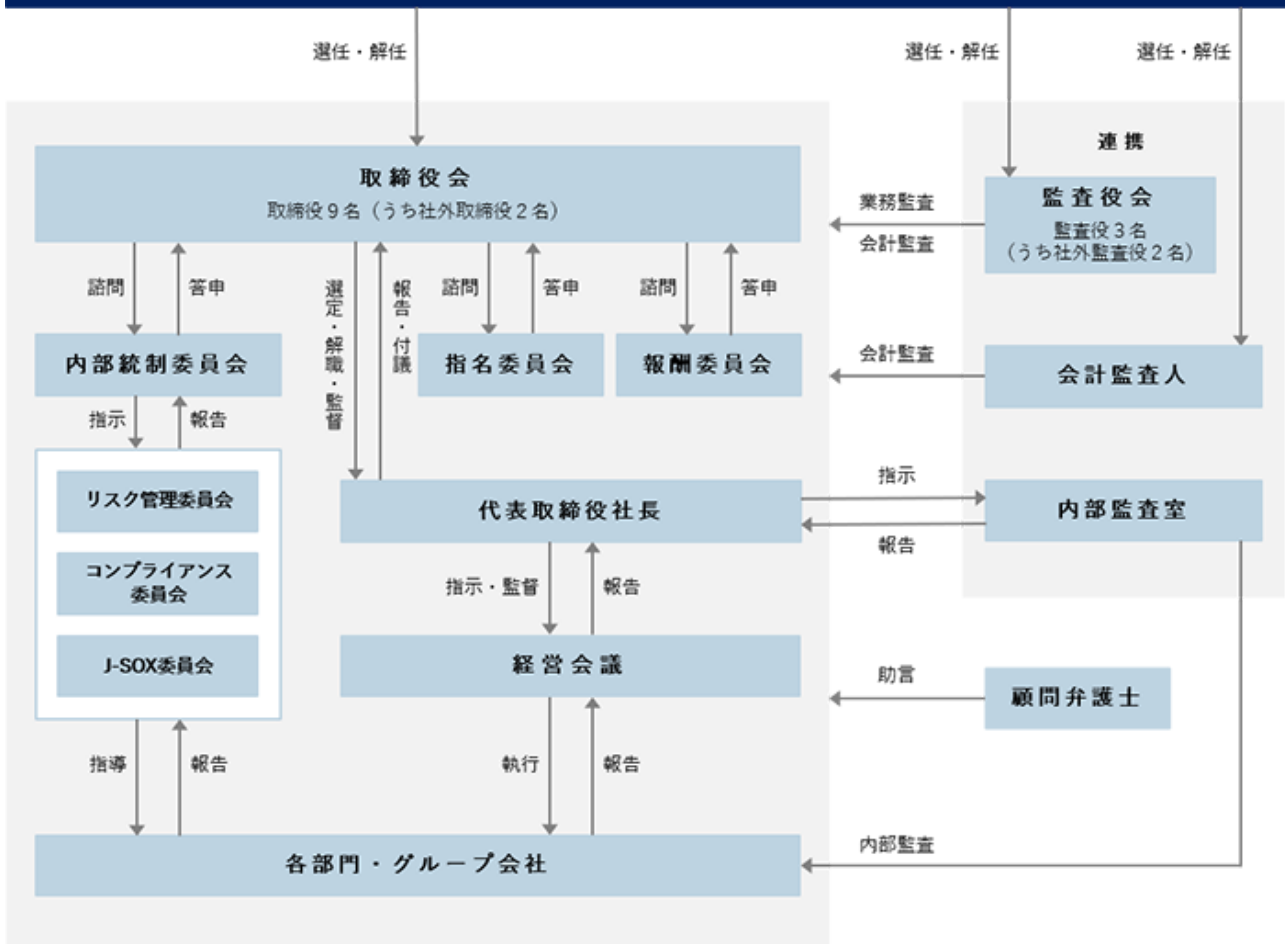 選任・解任
選任・解任
選任・解任
連携
取締役会
取締役9名（うち社外取締役2名）
監査役会
監査役3名
（うち社外監査役2名）
業務監査
会計監査
諮問
答申
選定・解職・監督
報告・付議
諮問
答申
諮問
答申
内部統制委員会
指名委員会
報酬委員会
会計監査
会計監査人
指示
報告
リスク管理委員会
コンプライアンス
委員会
J-SOX委員会
代表取締役社長
指示
報告
内部監査室
指示・監督
報告
経営会議
助言
顧問弁護士
指導
報告
執行
報告
内部監査
各部門・グループ会社